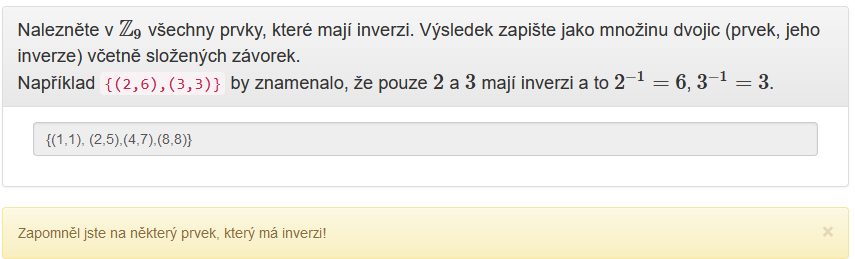 Nalezněte v ℤ₉ všechny prvky, které mají inverzi. Výsledek zapište jako množinu dvojic (prvek, jeho
inverze) včetně složených závorek.
Například {(2,6),(3,3)} by znamenalo, že pouze 2 a 3 mají inverzi a to 2⁻¹ = 6, 3⁻¹ = 3.
{(1,1), (2,5),(4,7),(8,8)}
Zapomněl jste na některý prvek, který má inverzi! ×